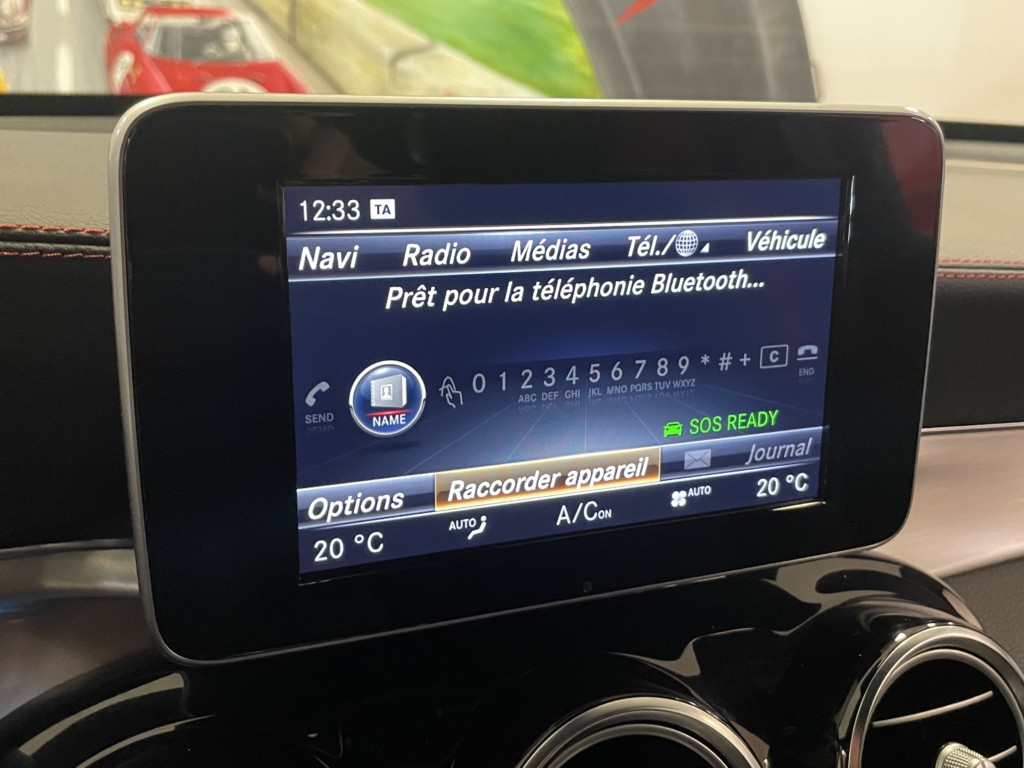 12:33 TA
Navi Radio Médias Tél./ Véhicule
Prêt pour la téléphonie Bluetooth...
SEND NAME 0 1 2 3 4 5 6 7 8 9 * # + C END
ABC DEF GHI JKL MNO PQRS TUV WXYZ
SOS READY
Options Raccorder appareil Journal
20 °C AUTO A/C ON AUTO 20 °C